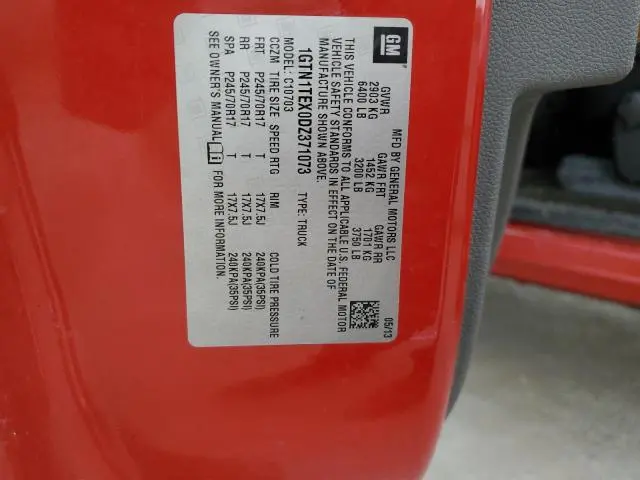 GM
MFD BY GENERAL MOTORS LLC
05/13
GVWR GAWR FRT GAWR RR
2903 KG 1452 KG 1701 KG
6400 LB 3200 LB 3750 LB
THIS VEHICLE CONFORMS TO ALL APPLICABLE U.S. FEDERAL MOTOR
VEHICLE SAFETY STANDARDS IN EFFECT ON THE DATE OF
MANUFACTURE SHOWN ABOVE.
1GTN1TEX0DZ371073 TYPE: TRUCK
MODEL: C10703
CCZM TIRE SIZE SPEED RTG RIM COLD TIRE PRESSURE
FRT P245/70R17 T 17X7.5J 240KPA(35PSI)
RR P245/70R17 T 17X7.5J 240KPA(35PSI)
SPA P245/70R17 T 17X7.5J 240KPA(35PSI)
SEE OWNER'S MANUAL i FOR MORE INFORMATION.